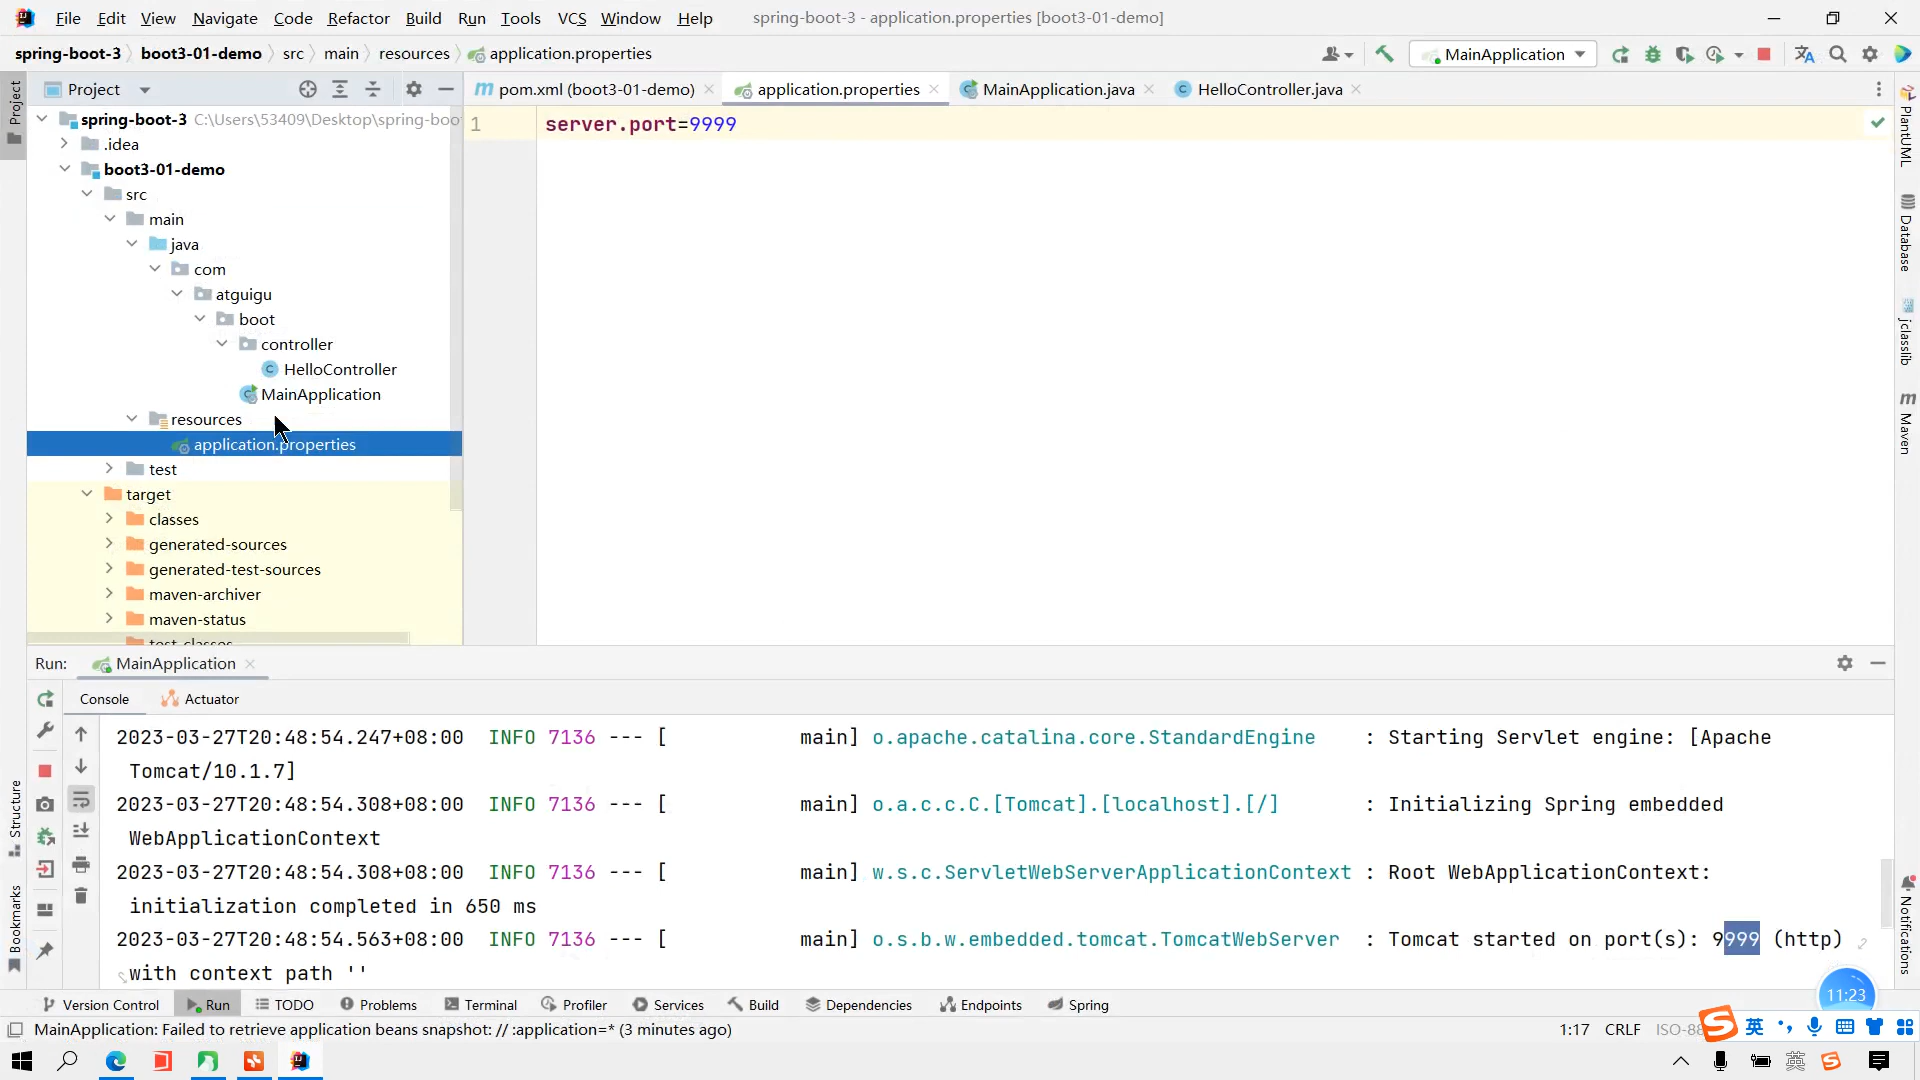 File Edit View Navigate Code Refactor Build Run Tools VCS Window Help spring-boot-3 - application.properties [boot3-01-demo]
spring-boot-3 boot3-01-demo src main resources application.properties MainApplication
Project
Project
pom.xml (boot3-01-demo) application.properties MainApplication.java HelloController.java
spring-boot-3 C:\Users\53409\Desktop\spring-boo
.idea
boot3-01-demo
src
main
java
com
atguigu
boot
controller
HelloController
MainApplication
resources
application.properties
test
target
classes
generated-sources
generated-test-sources
maven-archiver
maven-status
test-classes
1 server.port=9999
PlantUML
Database
jclasslib
Maven
Notifications
Structure
Bookmarks
Run: MainApplication
Console Actuator
2023-03-27T20:48:54.247+08:00 INFO 7136 --- [ main] o.apache.catalina.core.StandardEngine : Starting Servlet engine: [Apache
Tomcat/10.1.7]
2023-03-27T20:48:54.308+08:00 INFO 7136 --- [ main] o.a.c.c.C.[Tomcat].[localhost].[/] : Initializing Spring embedded
WebApplicationContext
2023-03-27T20:48:54.308+08:00 INFO 7136 --- [ main] w.s.c.ServletWebServerApplicationContext : Root WebApplicationContext:
initialization completed in 650 ms
2023-03-27T20:48:54.563+08:00 INFO 7136 --- [ main] o.s.b.w.embedded.tomcat.TomcatWebServer : Tomcat started on port(s): 9999 (http)
with context path ''
11:23
Version Control Run TODO Problems Terminal Profiler Services Build Dependencies Endpoints Spring
MainApplication: Failed to retrieve application beans snapshot: // :application=* (3 minutes ago) 1:17 CRLF ISO-88
英
英